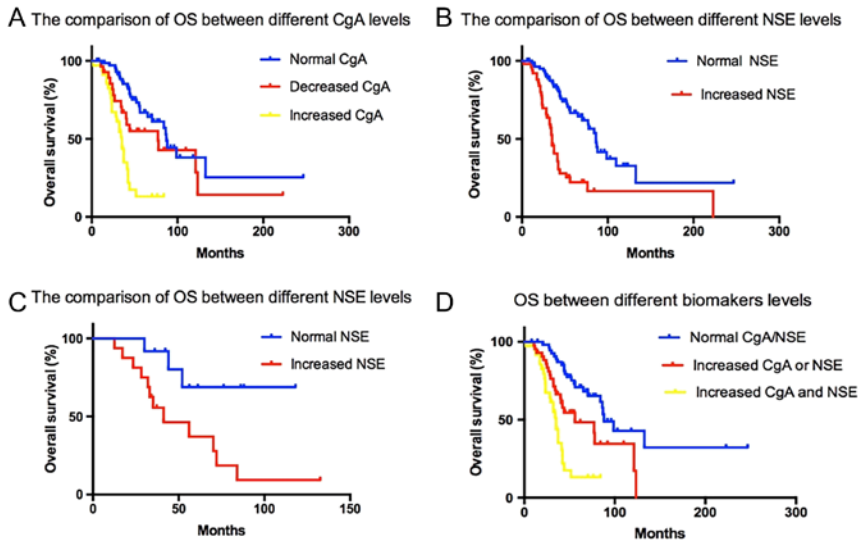 A The comparison of OS between different CgA levels
Overall survival (%)
100
50
0
0 100 200 300
Months
Normal CgA
Decreased CgA
Increased CgA
B The comparison of OS between different NSE levels
Overall survival (%)
100
50
0
0 100 200 300
Months
Normal NSE
Increased NSE
C The comparison of OS between different NSE levels
Overall survival (%)
100
50
0
0 50 100 150
Months
Normal NSE
Increased NSE
D OS between different biomakers levels
Overall survival (%)
100
50
0
0 100 200 300
Months
Normal CgA/NSE
Increased CgA or NSE
Increased CgA and NSE